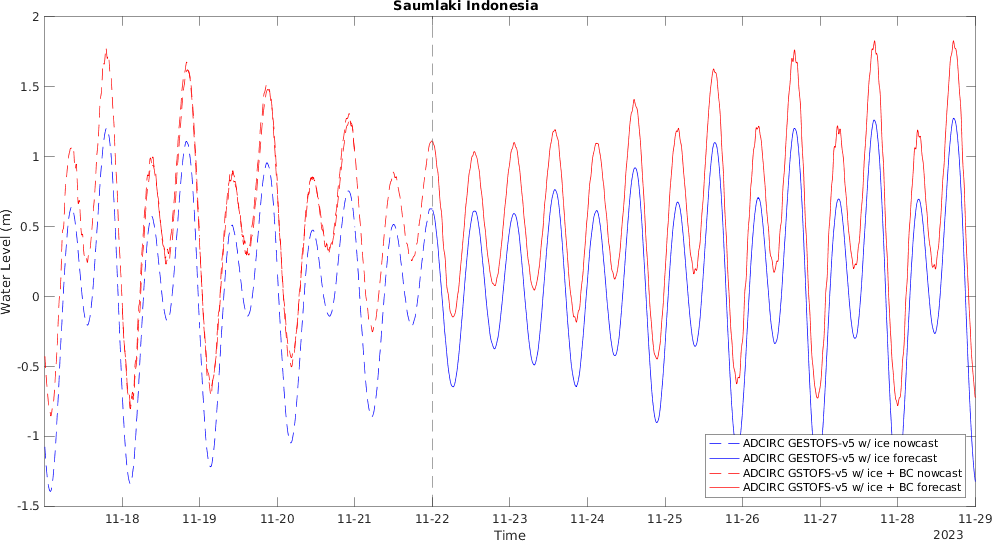 Saumlaki Indonesia
2
1.5
1
0.5
0
-0.5
-1
-1.5
Water Level (m)
ADCIRC GESTOFS-v5 w/ ice nowcast
ADCIRC GESTOFS-v5 w/ ice forecast
ADCIRC GSTOFS-v5 w/ ice + BC nowcast
ADCIRC GSTOFS-v5 w/ ice + BC forecast
11-18 11-19 11-20 11-21 11-22 11-23 11-24 11-25 11-26 11-27 11-28 11-29
Time
2023